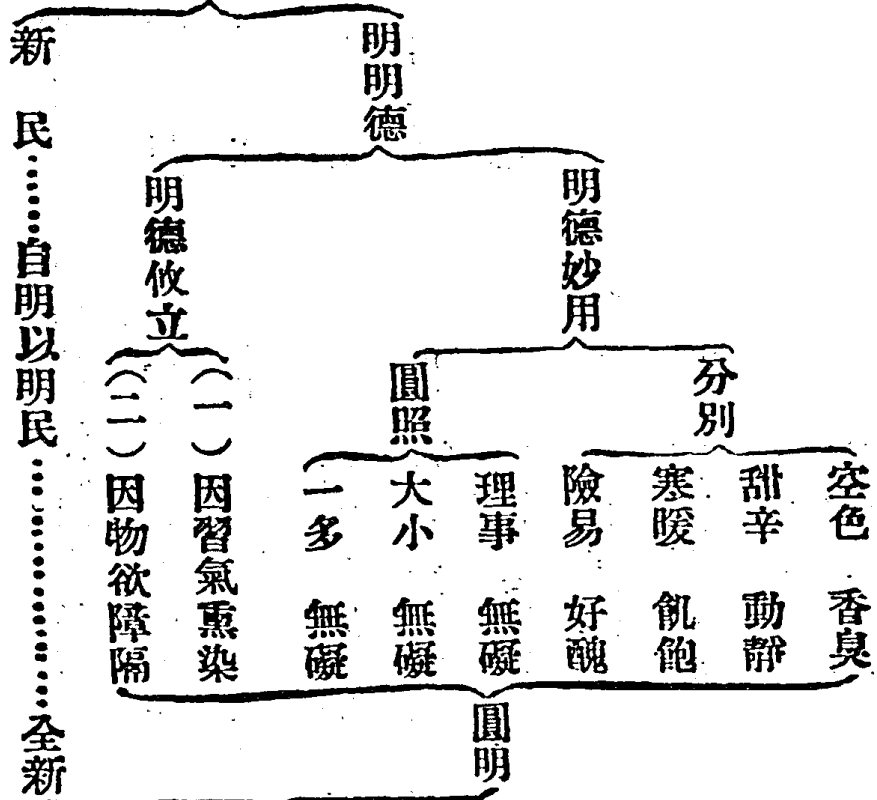 明明德
明德妙用
分別
空色 香臭
甜辛 動靜
寒暖 飢飽
險易 好醜
圓照
理事 無礙
大小 無礙
一多 無礙
明德攸立
（一）因習氣熏染
（二）因物欲障隔
圓明
新 民……自明以明民………………全新